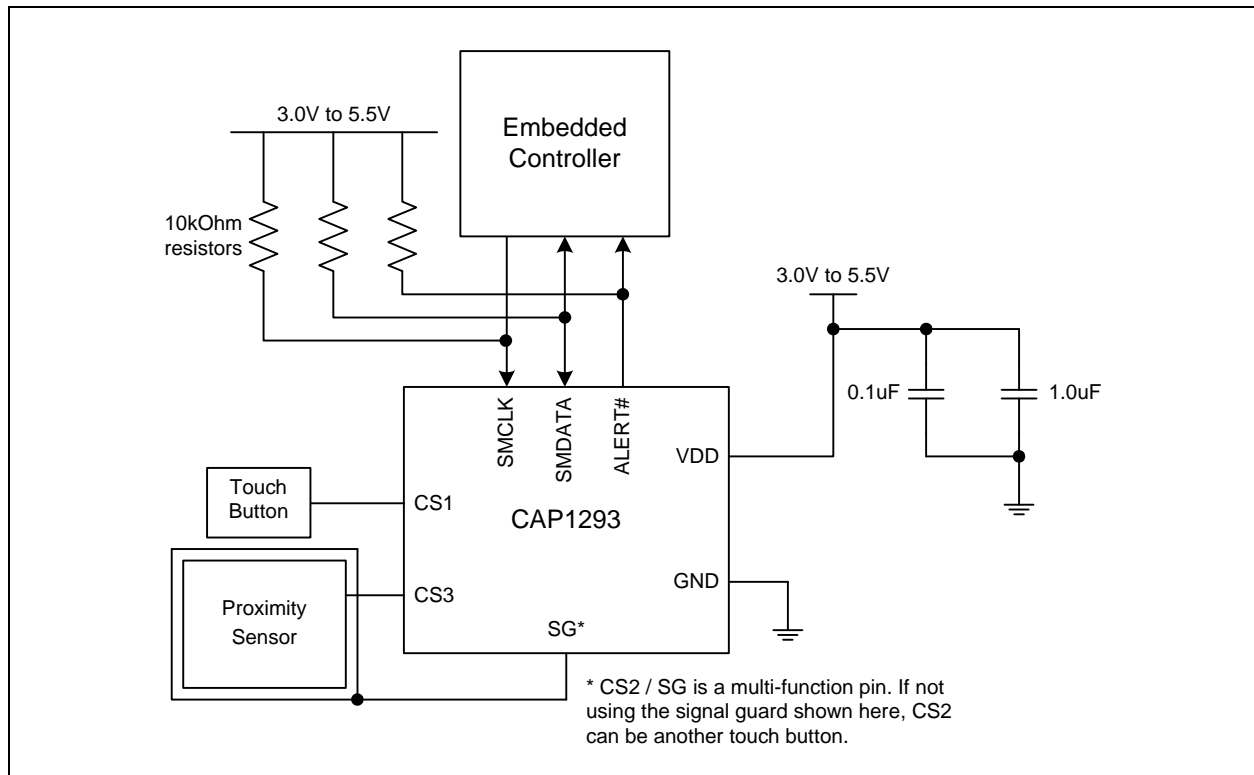 3.0V to 5.5V
Embedded
Controller
10kOhm
resistors
3.0V to 5.5V
0.1uF
1.0uF
SMCLK
SMDATA
ALERT#
VDD
Touch
Button
CS1
CAP1293
Proximity
Sensor
CS3
GND
SG*
* CS2 / SG is a multi-function pin. If not
using the signal guard shown here, CS2
can be another touch button.